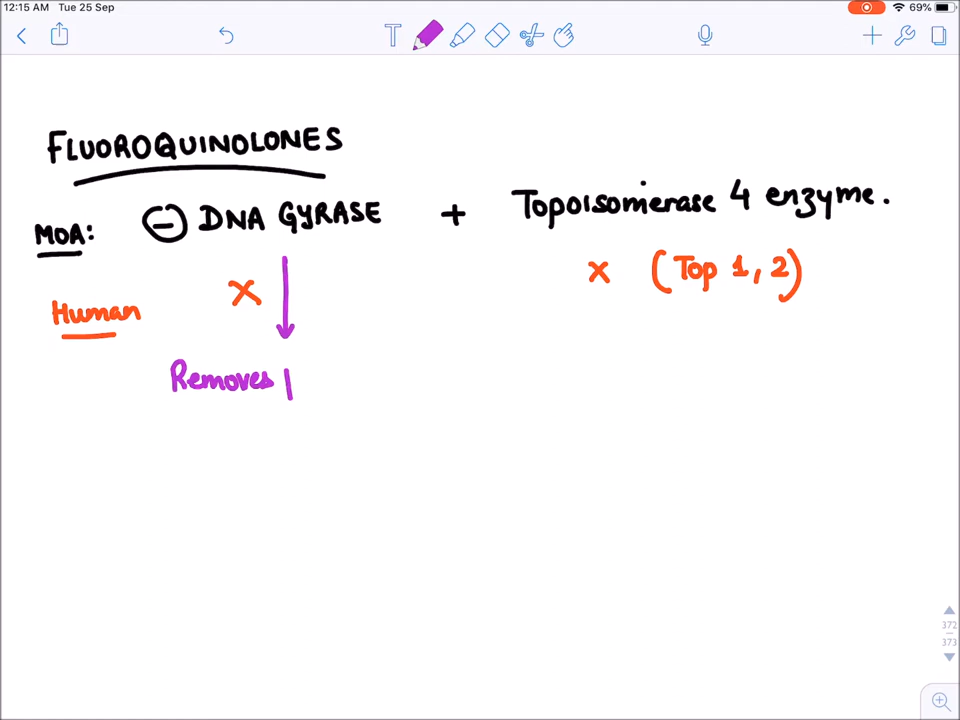 12:15 AM Tue 25 Sep 69%
T
FLUOROQUINOLONES
MOA: ⊖ DNA GYRASE + Topoisomerase 4 enzyme.
x x (Top 1, 2)
Human
Removes
372
373